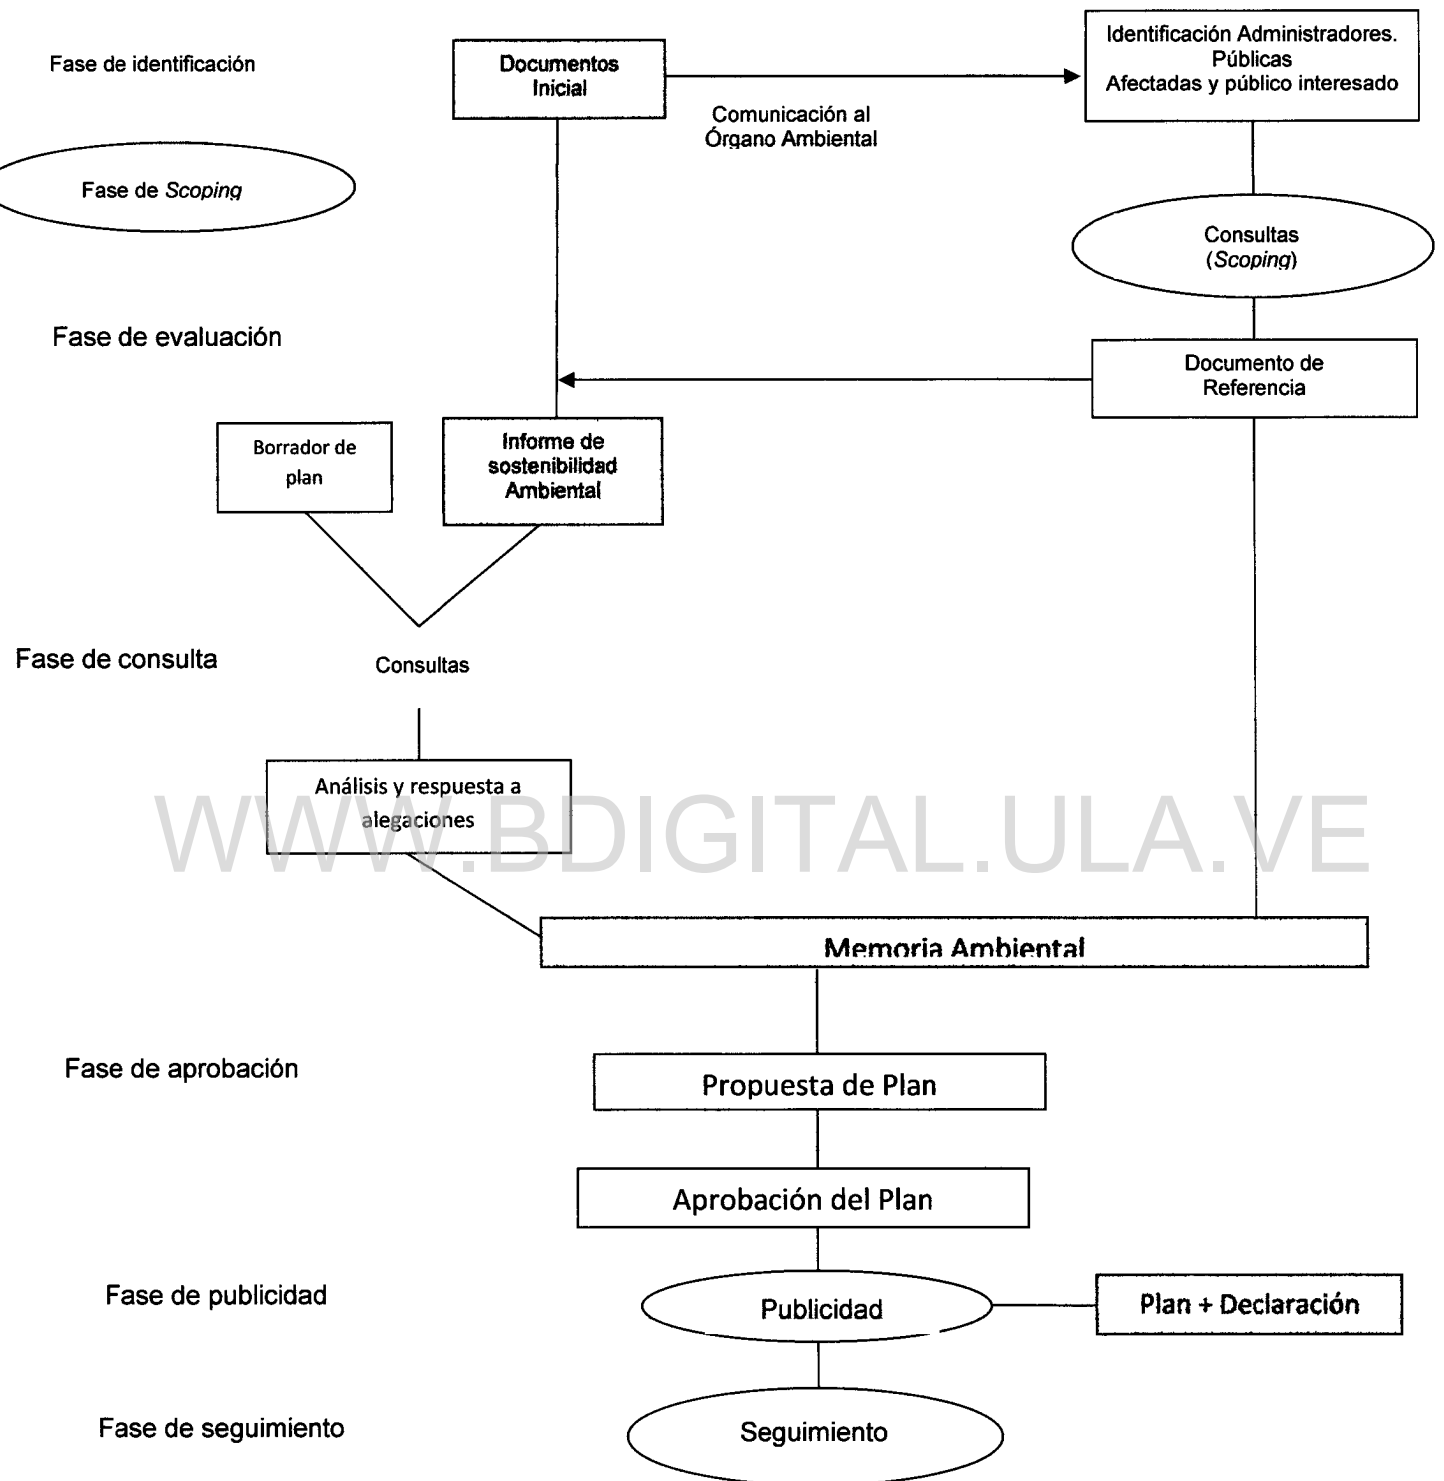 Fase de identificación
Documentos
Inicial
Comunicación al
Órgano Ambiental
Identificación Administradores.
Públicas
Afectadas y público interesado
Fase de Scoping
Consultas
(Scoping)
Fase de evaluación
Documento de
Referencia
Borrador de
plan
Informe de
sostenibilidad
Ambiental
Fase de consulta
Consultas
Análisis y respuesta a
alegaciones
WWW.BDIGITAL.ULA.VE
Memoria Ambiental
Fase de aprobación
Propuesta de Plan
Aprobación del Plan
Fase de publicidad
Publicidad
Plan + Declaración
Fase de seguimiento
Seguimiento